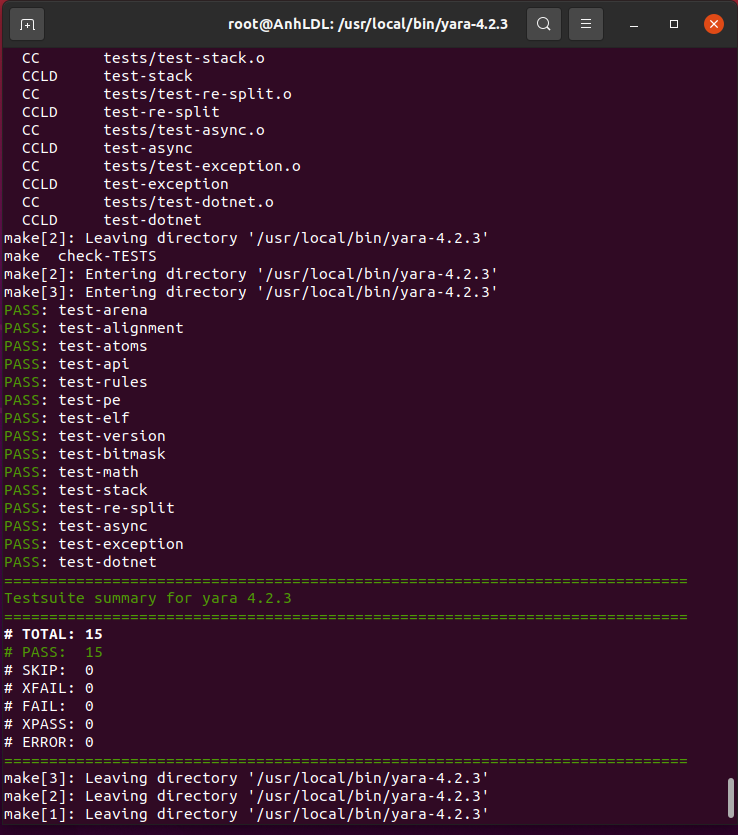 root@AnhLDL: /usr/local/bin/yara-4.2.3
  CC       tests/test-stack.o
  CCLD     test-stack
  CC       tests/test-re-split.o
  CCLD     test-re-split
  CC       tests/test-async.o
  CCLD     test-async
  CC       tests/test-exception.o
  CCLD     test-exception
  CC       tests/test-dotnet.o
  CCLD     test-dotnet
make[2]: Leaving directory '/usr/local/bin/yara-4.2.3'
make  check-TESTS
make[2]: Entering directory '/usr/local/bin/yara-4.2.3'
make[3]: Entering directory '/usr/local/bin/yara-4.2.3'
PASS: test-arena
PASS: test-alignment
PASS: test-atoms
PASS: test-api
PASS: test-rules
PASS: test-pe
PASS: test-elf
PASS: test-version
PASS: test-bitmask
PASS: test-math
PASS: test-stack
PASS: test-re-split
PASS: test-async
PASS: test-exception
PASS: test-dotnet
============================================================================
Testsuite summary for yara 4.2.3
============================================================================
# TOTAL: 15
# PASS:  15
# SKIP:  0
# XFAIL: 0
# FAIL:  0
# XPASS: 0
# ERROR: 0
============================================================================
make[3]: Leaving directory '/usr/local/bin/yara-4.2.3'
make[2]: Leaving directory '/usr/local/bin/yara-4.2.3'
make[1]: Leaving directory '/usr/local/bin/yara-4.2.3'